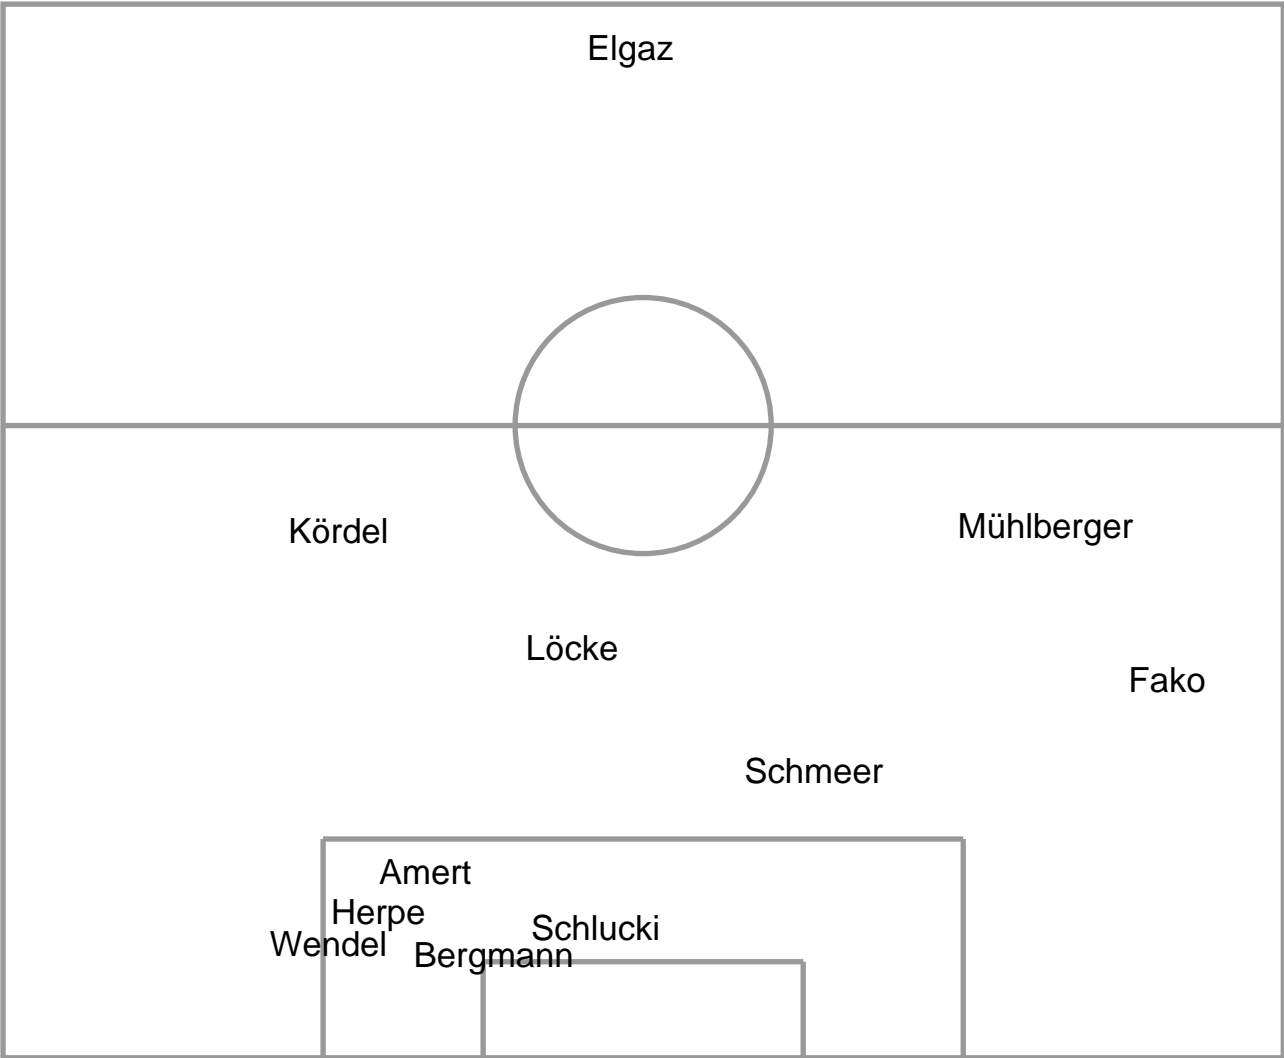 Elgaz
Kördel
Mühlberger
Löcke
Fako
Schmeer
Amert
Herpe
Schlucki
Wendel
Bergmann